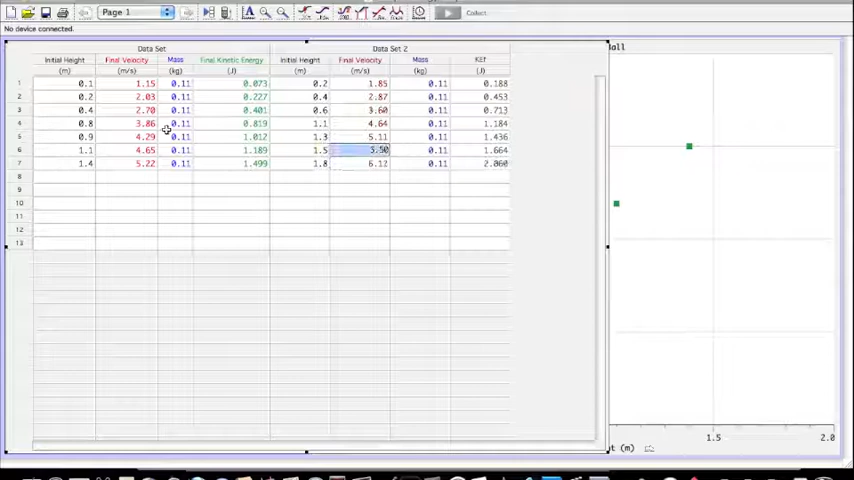 Page 1
Collect
No device connected.
Data Set Data Set 2
Initial Height Final Velocity Mass Final Kinetic Energy Initial Height Final Velocity Mass KE
(m) (m/s) (kg) (J) (m) (m/s) (kg) (J)
1 0.1 1.15 0.11 0.073 0.2 1.85 0.11 0.188
2 0.2 2.03 0.11 0.227 0.4 2.87 0.11 0.453
3 0.4 2.70 0.11 0.401 0.6 3.60 0.11 0.713
4 0.8 3.86 0.11 0.819 1.1 4.64 0.11 1.184
5 0.9 4.29 0.11 1.012 1.3 5.11 0.11 1.436
6 1.1 4.65 0.11 1.189 1.5 5.50 0.11 1.664
7 1.4 5.22 0.11 1.499 1.8 6.12 0.11 2.060
8
9
10
11
12
13
1.5 2.0
(m)